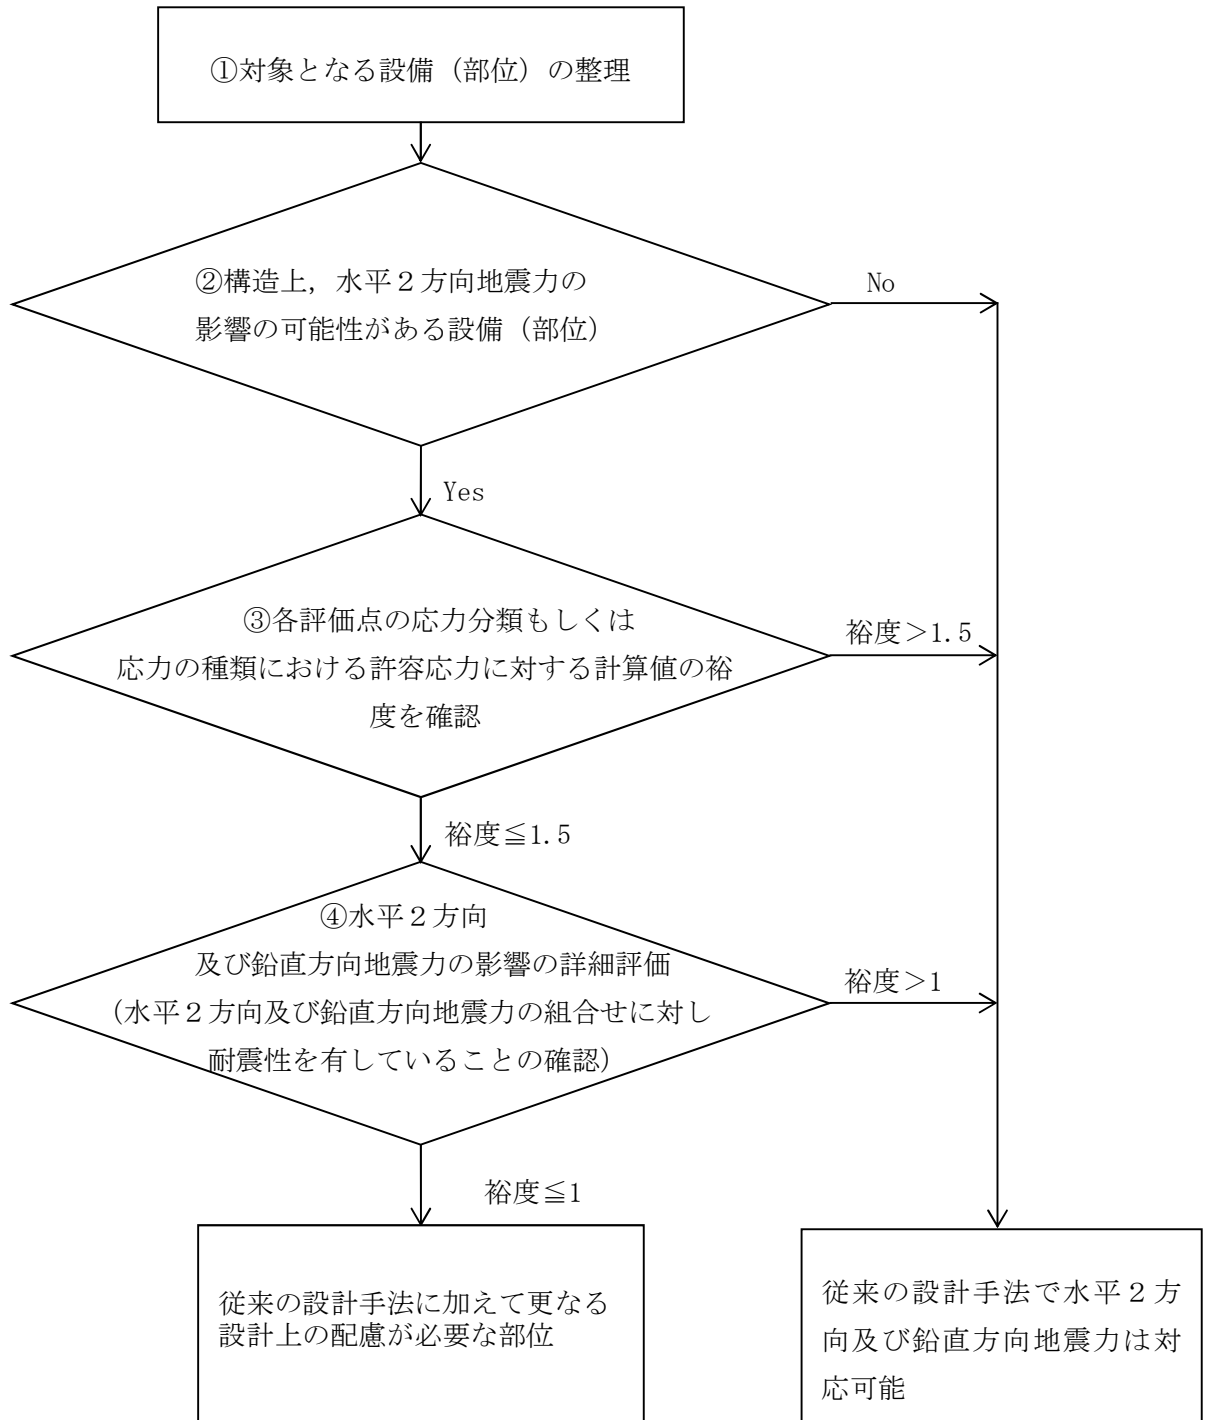 ①対象となる設備（部位）の整理
②構造上，水平２方向地震力の
影響の可能性がある設備（部位）
No
Yes
③各評価点の応力分類もしくは
応力の種類における許容応力に対する計算値の裕
度を確認
裕度＞1.5
裕度≦1.5
④水平２方向
及び鉛直方向地震力の影響の詳細評価
（水平２方向及び鉛直方向地震力の組合せに対し
耐震性を有していることの確認）
裕度＞1
裕度≦1
従来の設計手法に加えて更なる
設計上の配慮が必要な部位
従来の設計手法で水平２方
向及び鉛直方向地震力は対
応可能